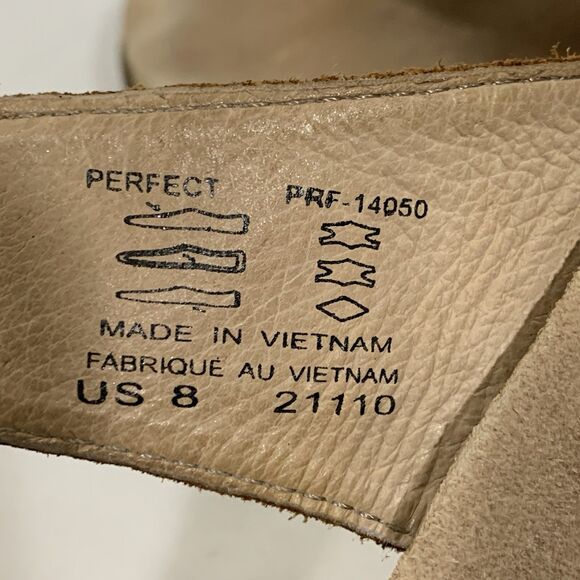 PERFECT PRF-14050
MADE IN VIETNAM
FABRIQUÉ AU VIETNAM
US 8 21110